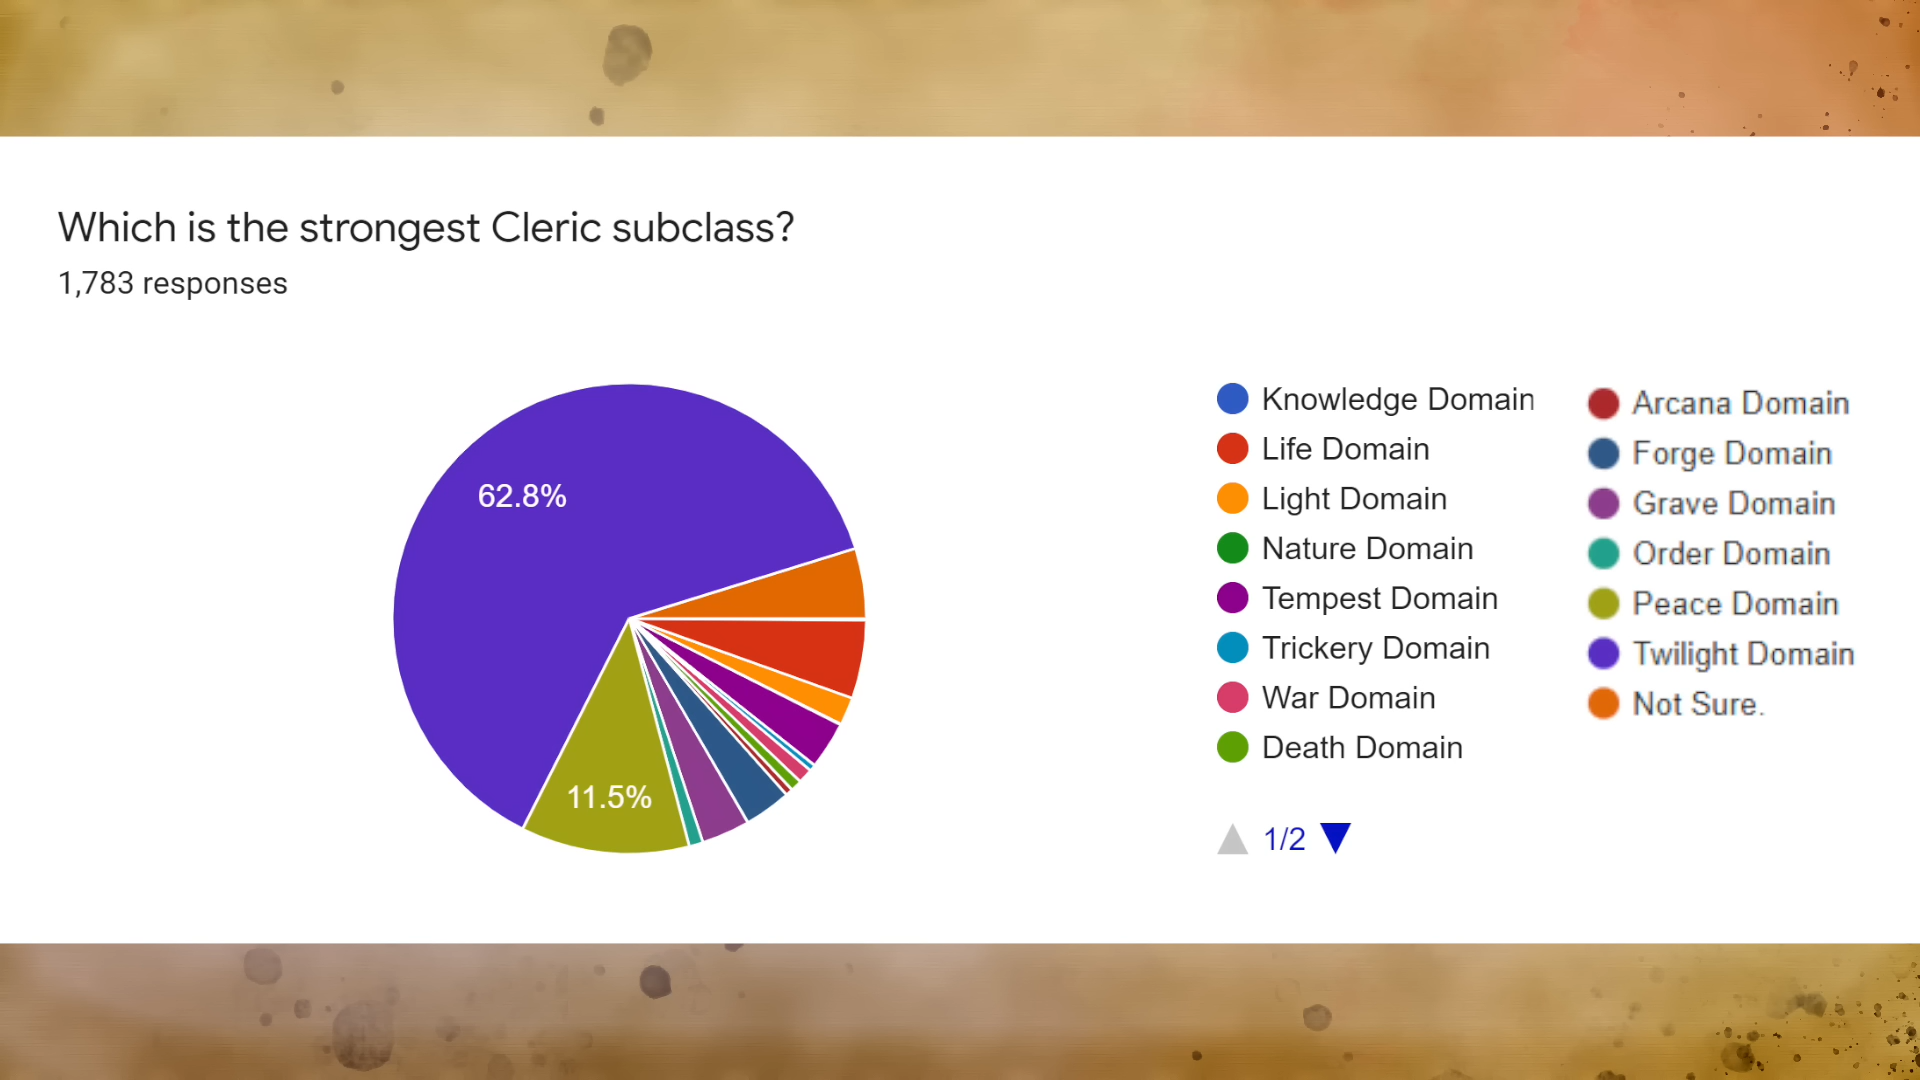 Which is the strongest Cleric subclass?
1,783 responses
62.8%
11.5%
Knowledge Domain
Life Domain
Light Domain
Nature Domain
Tempest Domain
Trickery Domain
War Domain
Death Domain
1/2
Arcana Domain
Forge Domain
Grave Domain
Order Domain
Peace Domain
Twilight Domain
Not Sure.